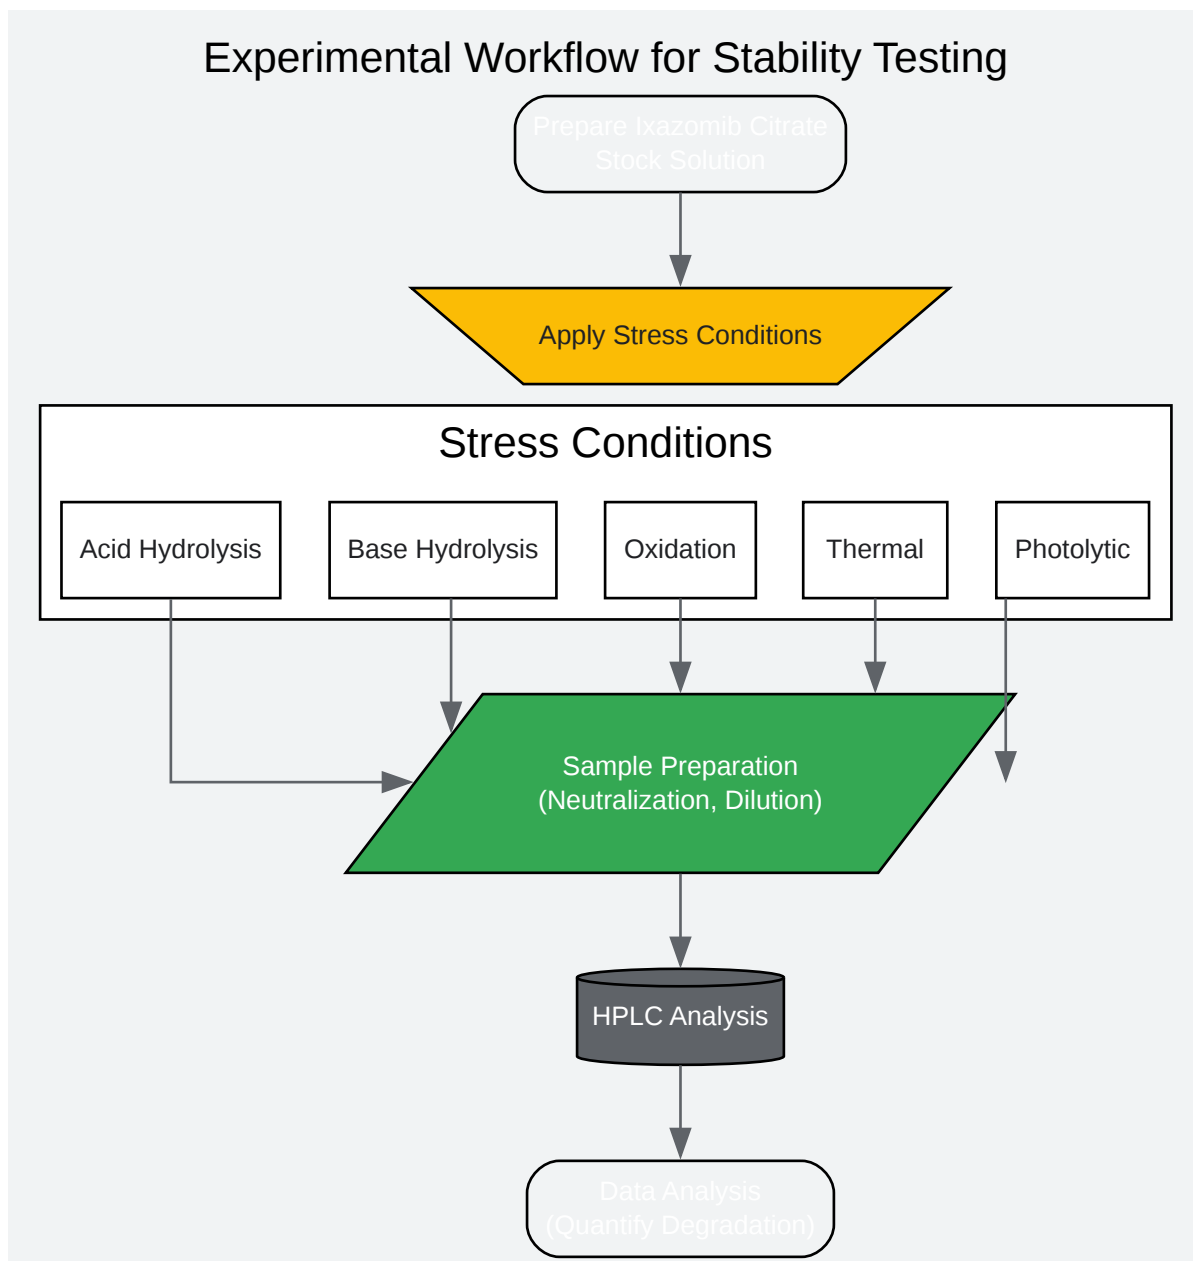 Experimental Workflow for Stability Testing
Prepare Ixazomib Citrate
Stock Solution
Apply Stress Conditions
Stress Conditions
Acid Hydrolysis
Base Hydrolysis
Oxidation
Thermal
Photolytic
Sample Preparation
(Neutralization, Dilution)
HPLC Analysis
Data Analysis
(Quantify Degradation)